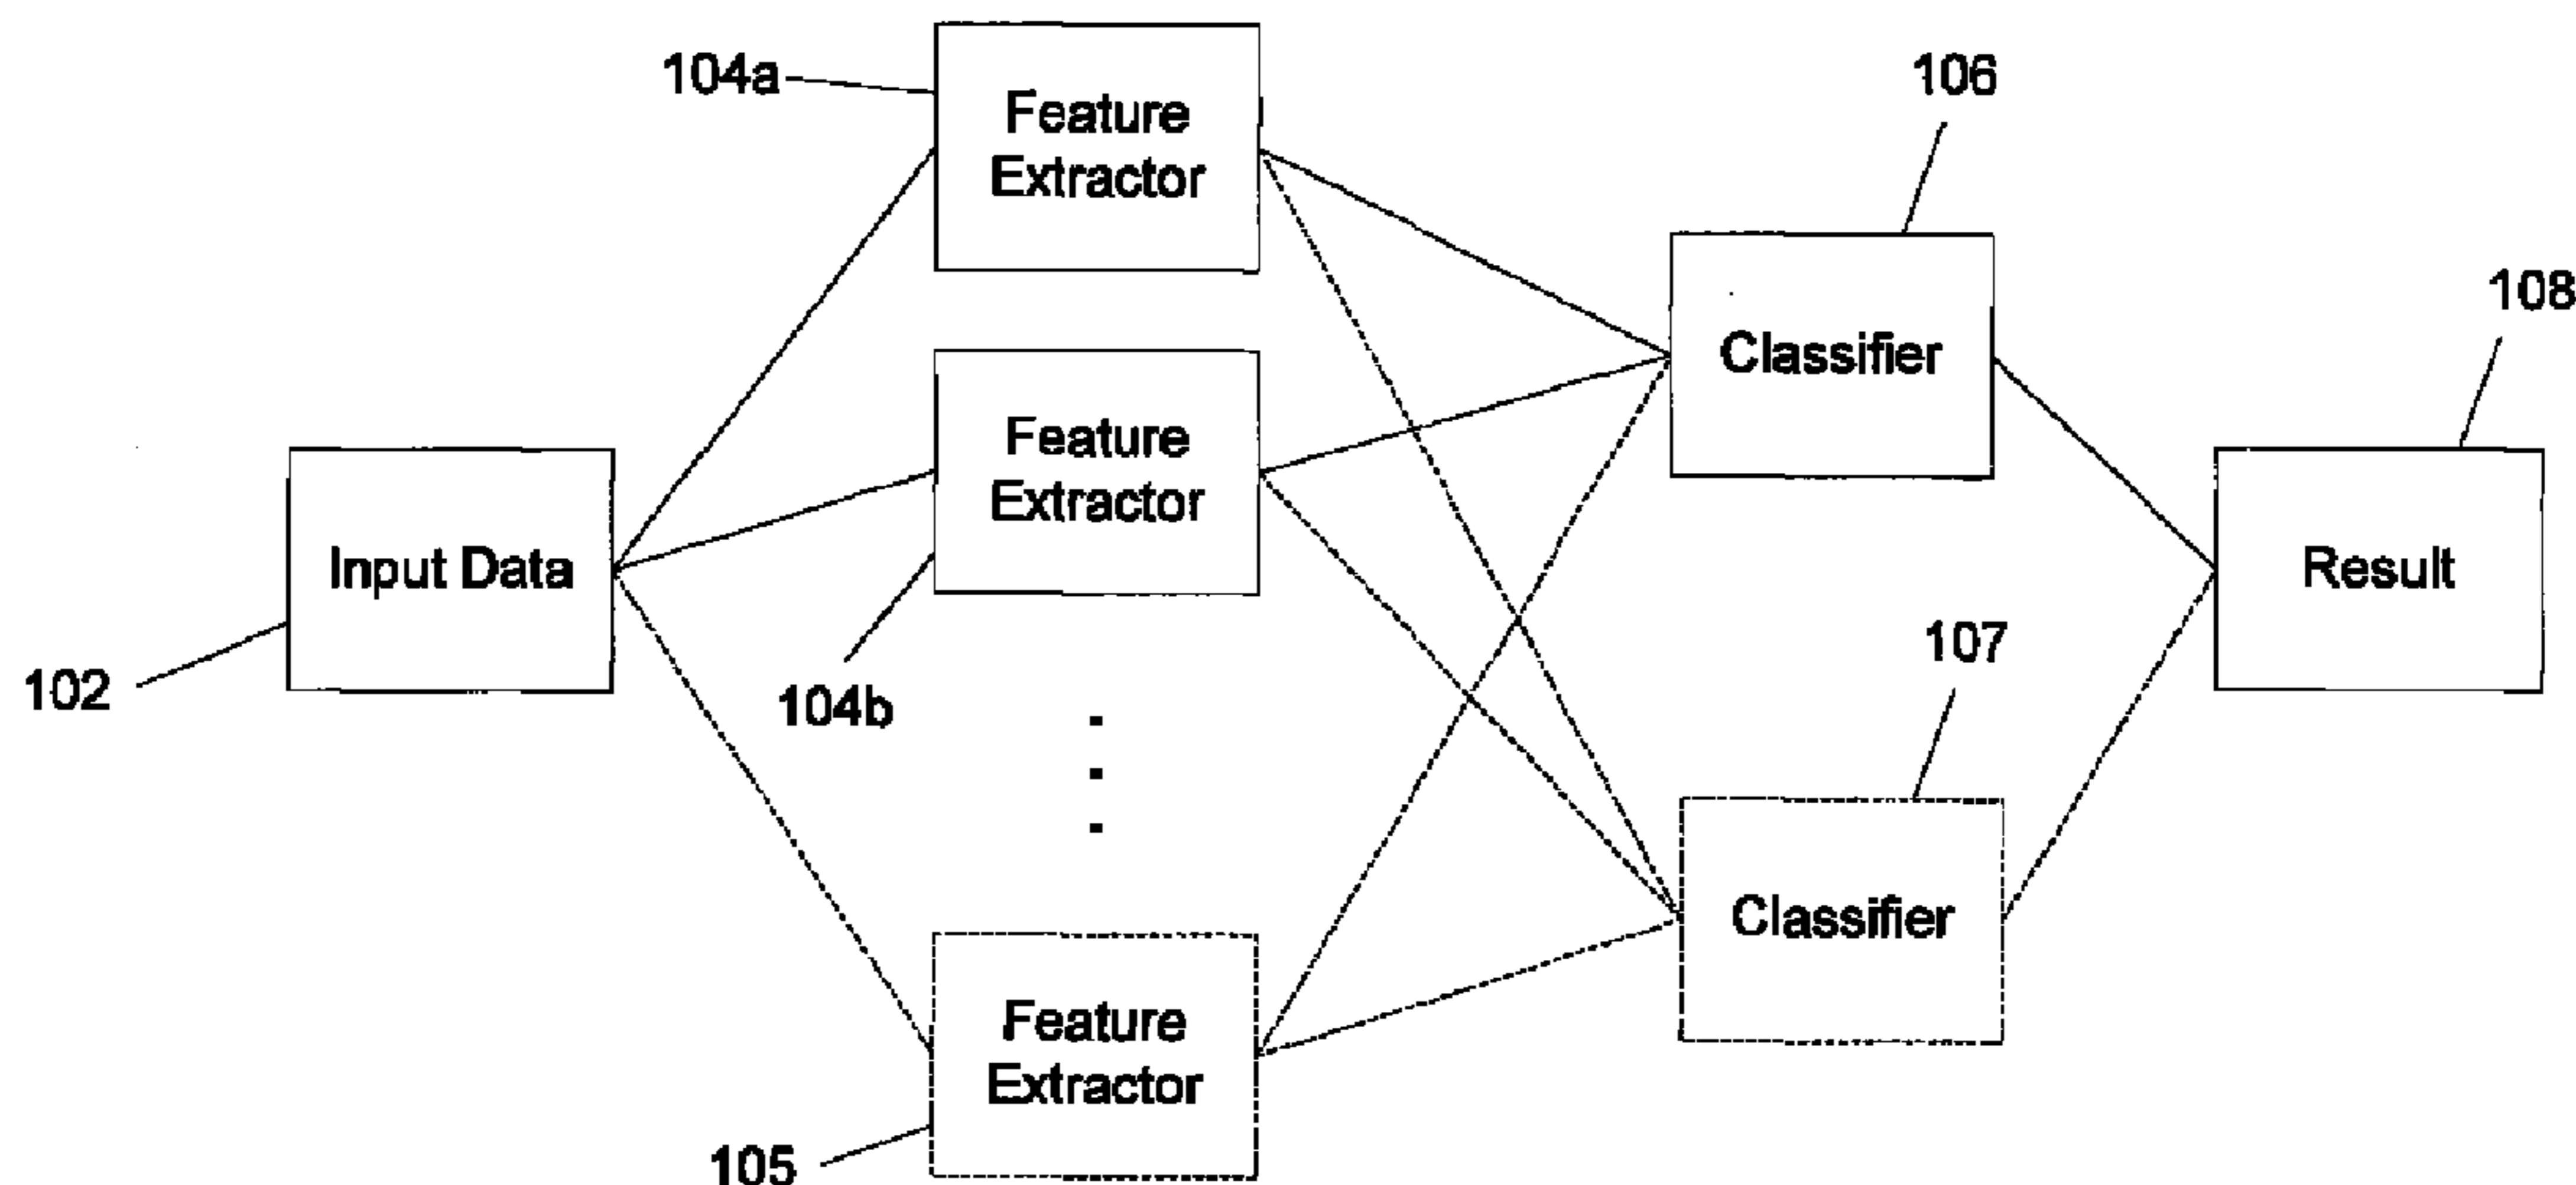 104a
Feature
Extractor
106
Classifier
108
Feature
Extractor
104b
Input Data
102
Result
107
Classifier
Feature
Extractor
105